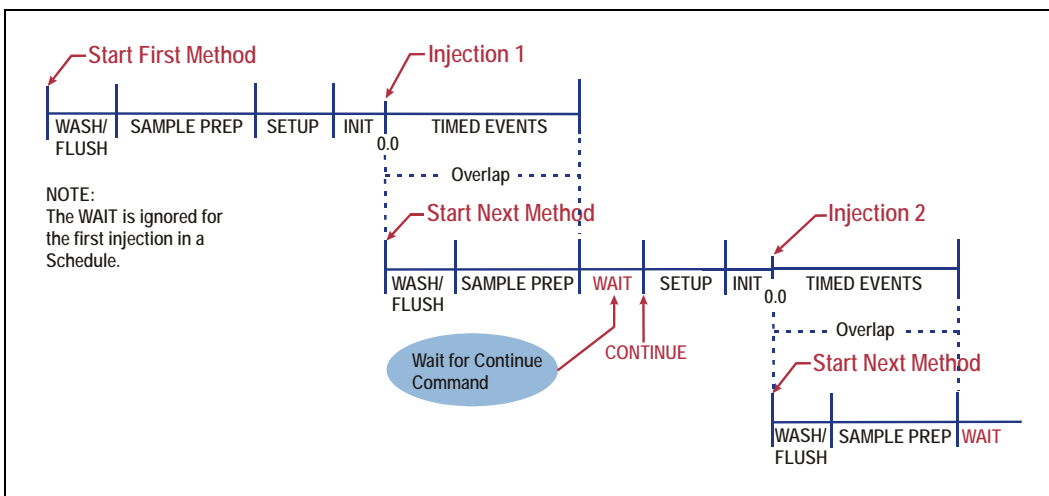 Start First Method
Injection 1
WASH/
FLUSH
SAMPLE PREP
SETUP
INIT
0.0
TIMED EVENTS
Overlap
NOTE:
The WAIT is ignored for
the first injection in a
Schedule.
Start Next Method
Injection 2
WASH/
FLUSH
SAMPLE PREP
WAIT
SETUP
INIT
0.0
TIMED EVENTS
Wait for Continue
Command
CONTINUE
Overlap
Start Next Method
WASH/
FLUSH
SAMPLE PREP
WAIT